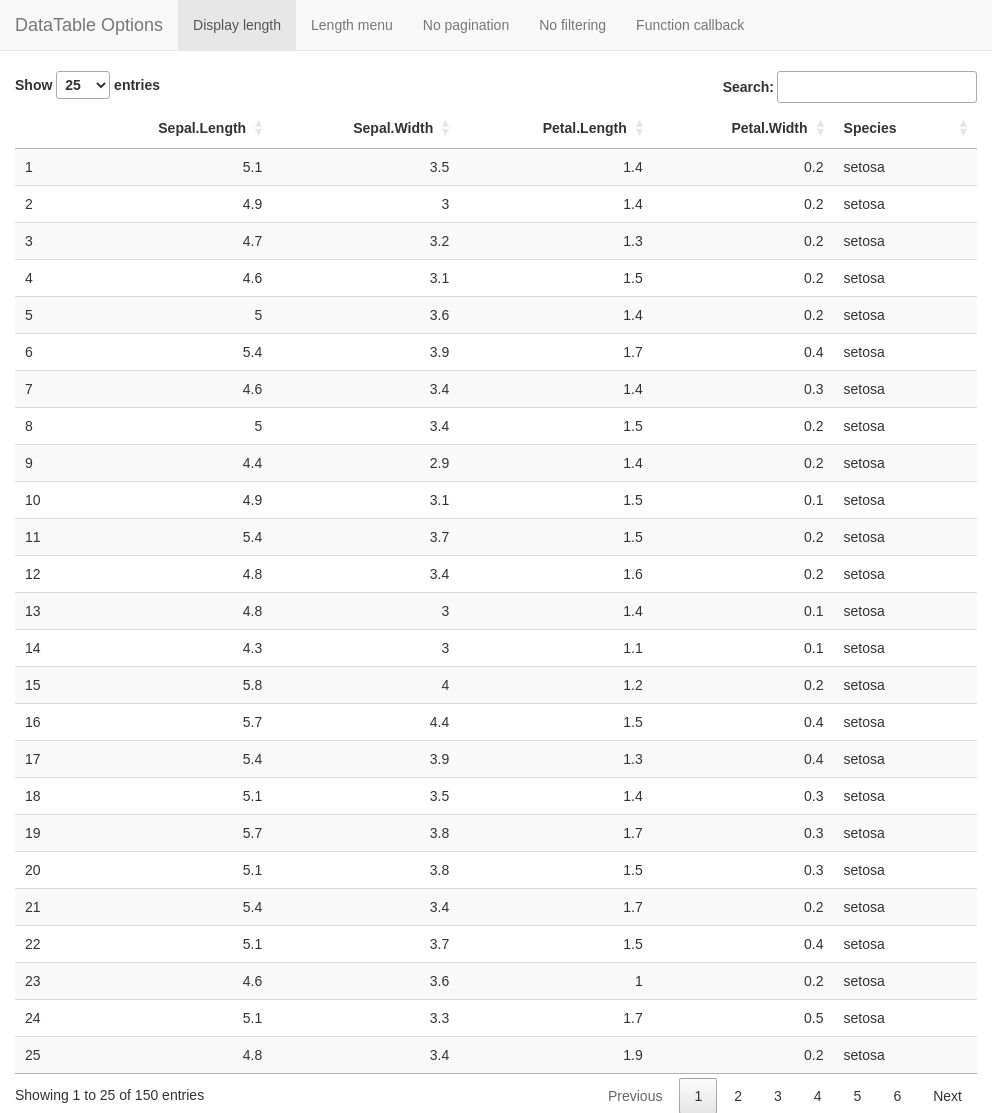 DataTable Options Display length Length menu No pagination No filtering Function callback
Show 25 entries Search:
Sepal.Length Sepal.Width Petal.Length Petal.Width Species
1 5.1 3.5 1.4 0.2 setosa
2 4.9 3 1.4 0.2 setosa
3 4.7 3.2 1.3 0.2 setosa
4 4.6 3.1 1.5 0.2 setosa
5 5 3.6 1.4 0.2 setosa
6 5.4 3.9 1.7 0.4 setosa
7 4.6 3.4 1.4 0.3 setosa
8 5 3.4 1.5 0.2 setosa
9 4.4 2.9 1.4 0.2 setosa
10 4.9 3.1 1.5 0.1 setosa
11 5.4 3.7 1.5 0.2 setosa
12 4.8 3.4 1.6 0.2 setosa
13 4.8 3 1.4 0.1 setosa
14 4.3 3 1.1 0.1 setosa
15 5.8 4 1.2 0.2 setosa
16 5.7 4.4 1.5 0.4 setosa
17 5.4 3.9 1.3 0.4 setosa
18 5.1 3.5 1.4 0.3 setosa
19 5.7 3.8 1.7 0.3 setosa
20 5.1 3.8 1.5 0.3 setosa
21 5.4 3.4 1.7 0.2 setosa
22 5.1 3.7 1.5 0.4 setosa
23 4.6 3.6 1 0.2 setosa
24 5.1 3.3 1.7 0.5 setosa
25 4.8 3.4 1.9 0.2 setosa
Showing 1 to 25 of 150 entries Previous 1 2 3 4 5 6 Next